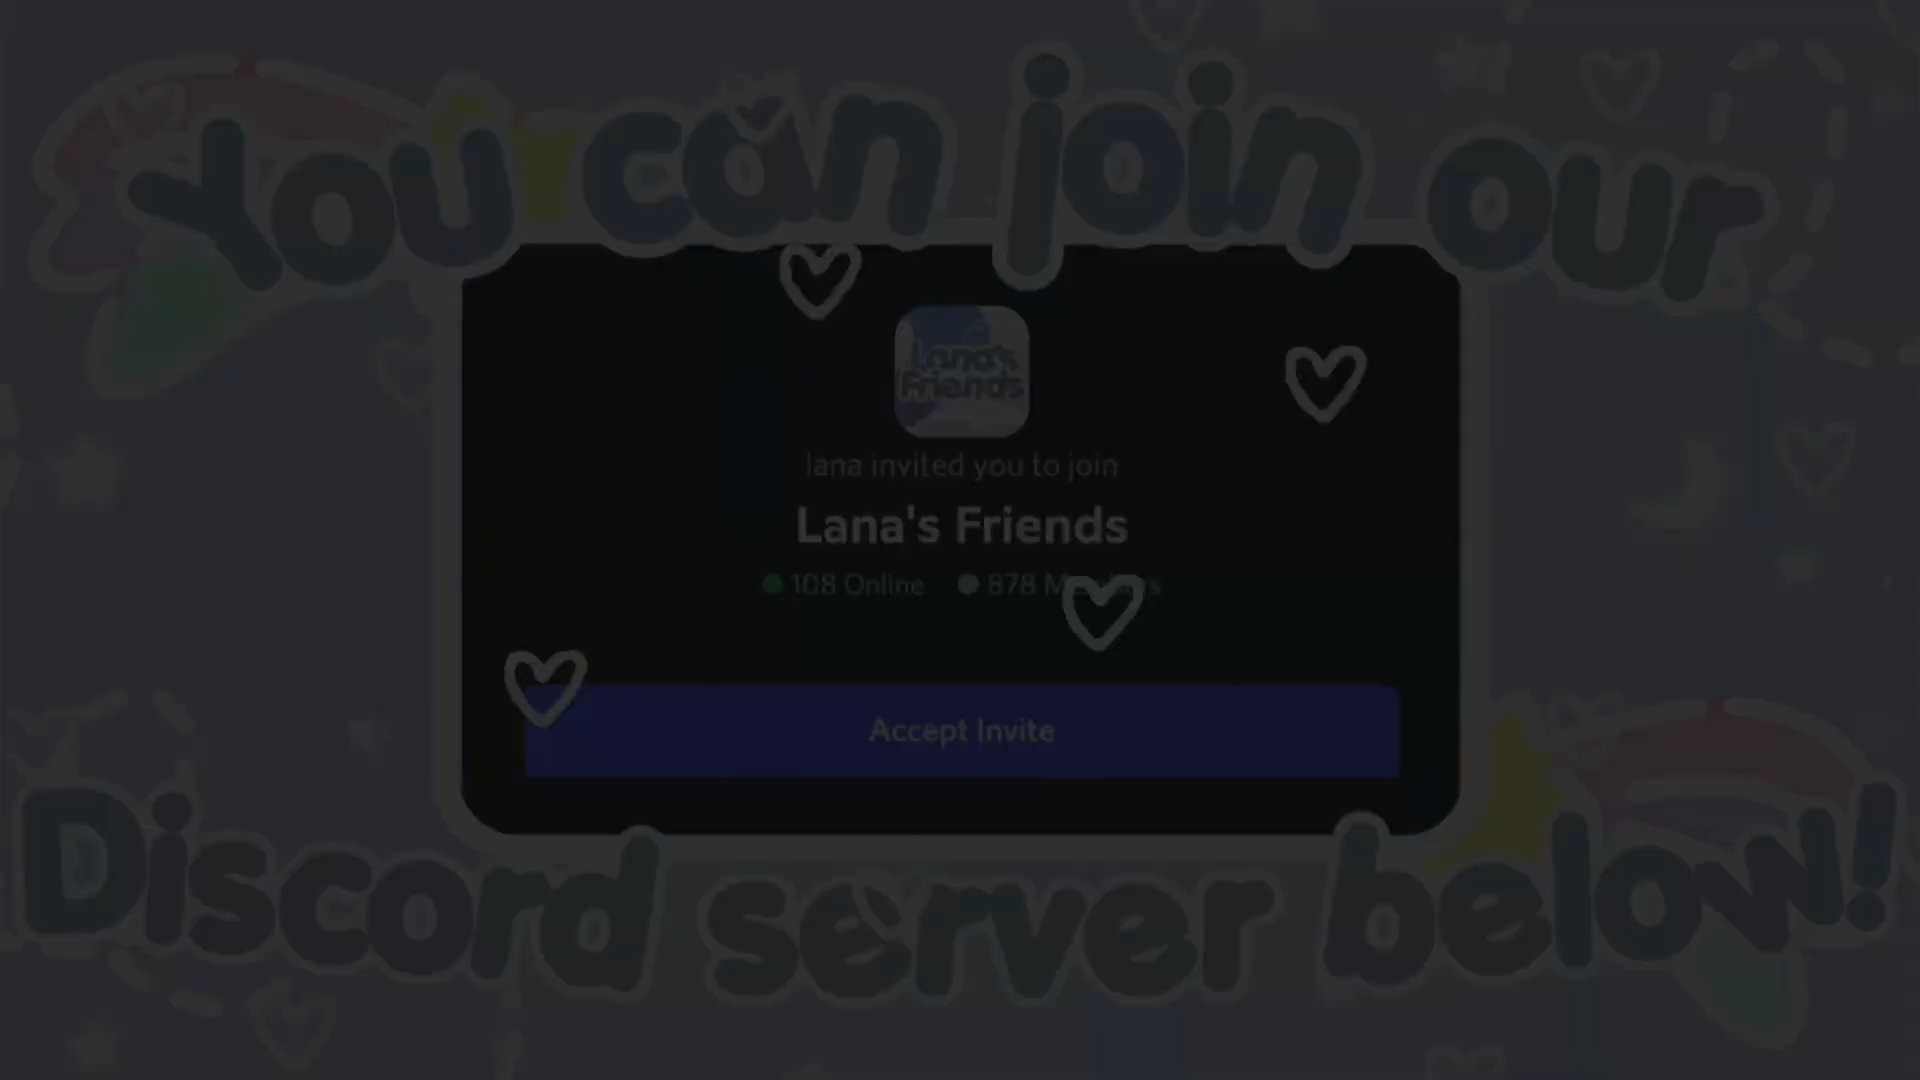 You can join our
Lana's
Friends
lana invited you to join
Lana's Friends
108 Online 878 Members
Accept Invite
Discord server below!